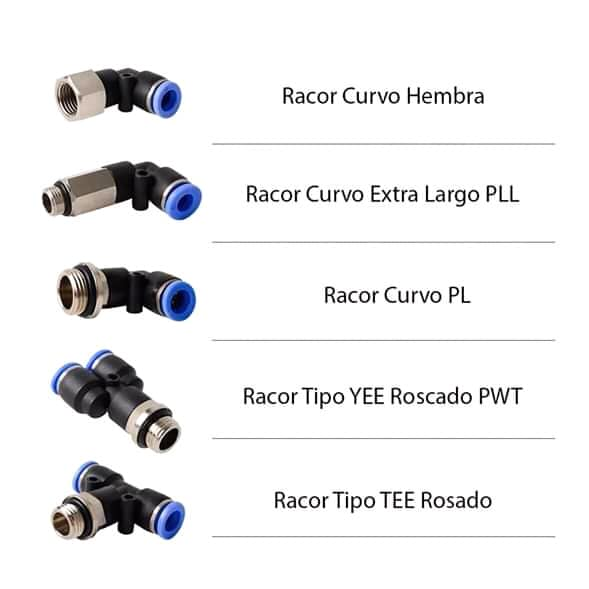 Racor Curvo Hembra
Racor Curvo Extra Largo PLL
Racor Curvo PL
Racor Tipo YEE Roscado PWT
Racor Tipo TEE Rosado